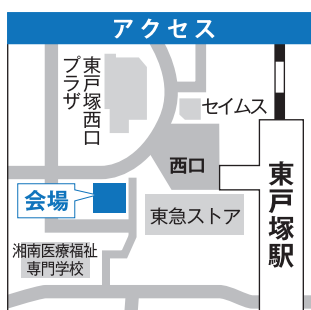 アクセス
東戸塚西口
プラザ
セイムス
西口
東戸塚駅
会場
東急ストア
湘南医療福祉
専門学校